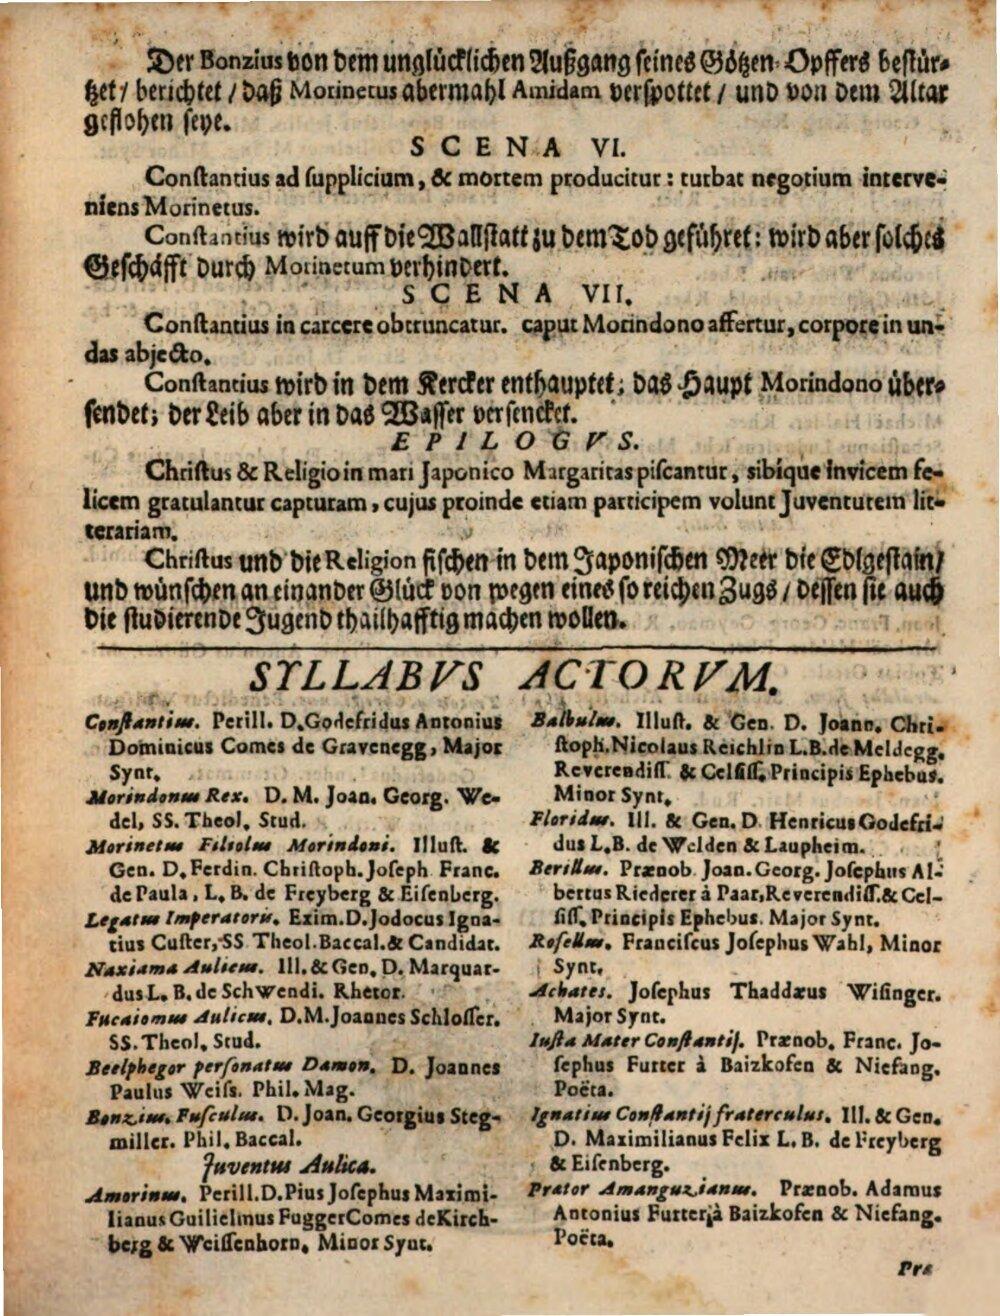 Der Bonzius von dem unglücklichen Außgang seines Götzen-Opffers bestür-
tzet / berichtet / daß Morinetus abermahl Amidam verspottet / und von dem Altar
geflohen seye.
SCENA VI.
Constantius ad supplicium, & mortem producitur: turbat negotium interve-
niens Morinetus.
Constantius wird auff die Wallstatt zu dem Tod geführet: wird aber solches
Geschäfft durch Morinetum verhindert.
SCENA VII.
Constantius in carcere obtruncatur. caput Morindono affertur, corpore in un-
das abjecto.
Constantius wird in dem Kercker enthauptet; das Haupt Morindono über-
sendet; der Leib aber in das Wasser versencket.
EPILOGVS.
Christus & Religio in mari Japonico Margaritas piscantur, sibique invicem fe-
licem gratulantur capturam, cujus proinde etiam participem volunt Juventutem lit-
terariam.
Christus und die Religion fischen in dem Japonischen Meer die Edlgestain /
und wünschen an einander Glück von wegen eines so reichen Zugs / dessen sie auch
die studierende Jugend thailhafftig machen wollen.
SYLLABVS ACTORVM.
Constantius. Perill. D. Godefridus Antonius
Dominicus Comes de Gravenegg, Major
Synt.
Morindonus Rex. D. M. Joan. Georg. We-
del, SS. Theol. Stud.
Morinetus Filiolus Morindoni. Illust. &
Gen. D. Ferdin. Christoph. Joseph Franc.
de Paula, L. B. de Freyberg & Eisenberg.
Legatus Imperatoris. Exim. D. Jodocus Igna-
tius Custer, SS Theol. Baccal. & Candidat.
Naxiama Aulicus. Ill. & Gen. D. Marquar-
dus L. B. de Schwendi. Rhetor.
Fucaiomus Aulicus. D. M. Joannes Schlosser.
SS. Theol. Stud.
Beelphegor personatus Damon. D. Joannes
Paulus Weiss. Phil. Mag.
Bonzius Fusculus. D. Joan. Georgius Steg-
miller. Phil. Baccal.
Juventus Aulica.
Amorinus. Perill. D. Pius Josephus Maximi-
lianus Guilielmus Fugger Comes de Kirch-
berg & Weissenhorn. Minor Synt.
Balbulus. Illust. & Gen. D. Joann. Chri-
stoph. Nicolaus Reichlin L. B. de Meldegg.
Reverendiss. & Celsiss. Principis Ephebus.
Minor Synt.
Floridus. Ill. & Gen. D. Henricus Godefri-
dus L. B. de Welden & Laupheim.
Berillus. Prænob. Joan. Georg. Josephus Al-
bertus Riederer à Paar, Reverendiss. & Cel-
siss. Principis Ephebus. Major Synt.
Rosellus. Franciscus Josephus Wahl, Minor
Synt.
Achates. Josephus Thaddæus Wisinger.
Major Synt.
Iusta Mater Constantij. Prænob. Franc. Jo-
sephus Furter à Baizkofen & Niefang.
Poëta.
Ignatius Constantij fraterculus. Ill. & Gen.
D. Maximilianus Felix L. B. de Freyberg
& Eisenberg.
Prætor Amanguzianus. Prænob. Adamus
Antonius Furter à Baizkofen & Niefang.
Poëta.
Præ